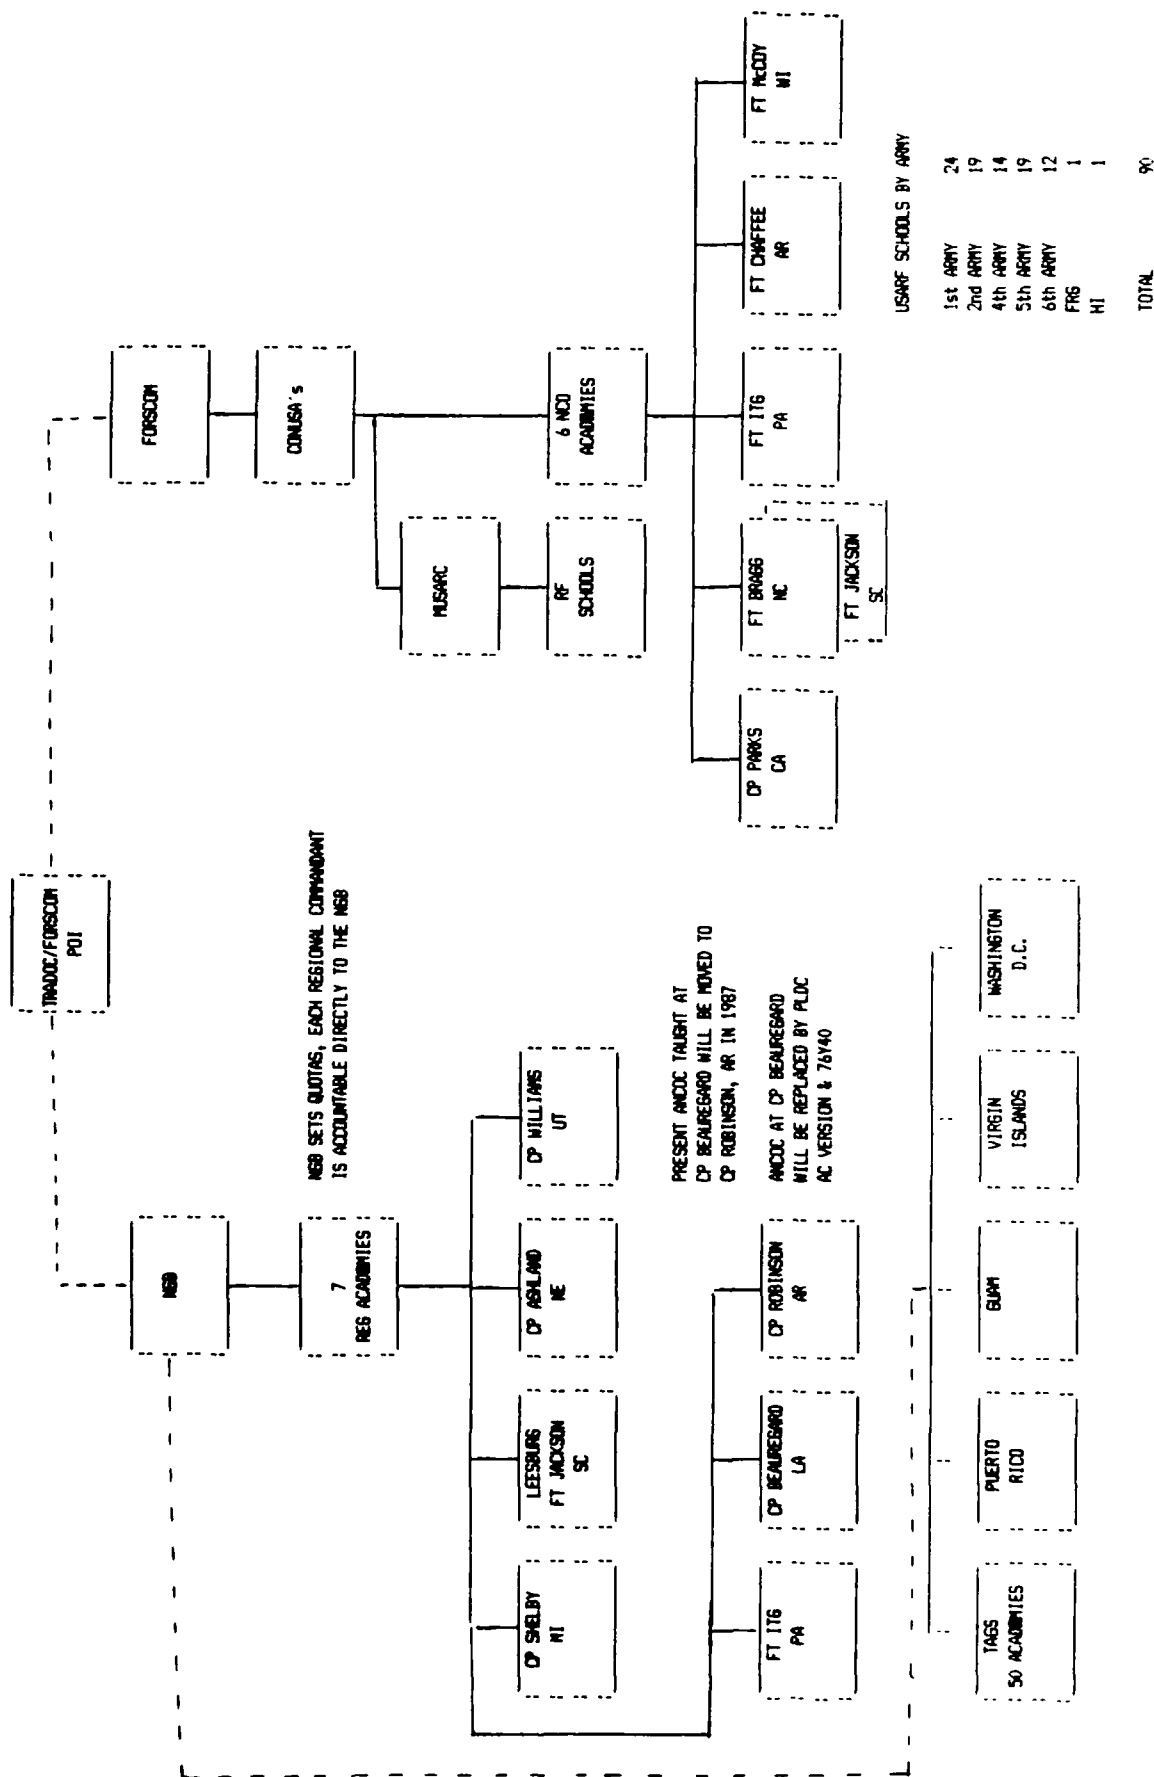 TRADOC/FORSCOM
POI
NGB
FORSCOM
7
REG ACADEMIES
NGB SETS QUOTAS, EACH REGIONAL COMMANDANT
IS ACCOUNTABLE DIRECTLY TO THE NGB
CONUSA's
MUSARC
CP SHELBY
MI
LEESBURG
FT JACKSON
SC
CP ASHLAND
NE
CP WILLIAMS
UT
RF
SCHOOLS
6 NCO
ACADEMIES
PRESENT ANCOC TAUGHT AT
CP BEAUREGARD WILL BE MOVED TO
CP ROBINSON, AR IN 1987
ANCOC AT CP BEAUREGARD
WILL BE REPLACED BY PLDC
AC VERSION & 76Y40
FT ITG
PA
CP BEAUREGARD
LA
CP ROBINSON
AR
CP PARKS
CA
FT BRAGG
NC
FT JACKSON
SC
FT ITG
PA
FT CHAFFEE
AR
FT McCOY
WI
TAGS
50 ACADEMIES
PUERTO
RICO
GUAM
VIRGIN
ISLANDS
WASHINGTON
D.C.
USARF SCHOOLS BY ARMY
1st ARMY 24
2nd ARMY 19
4th ARMY 14
5th ARMY 19
6th ARMY 12
FRG 1
HI 1
TOTAL 90